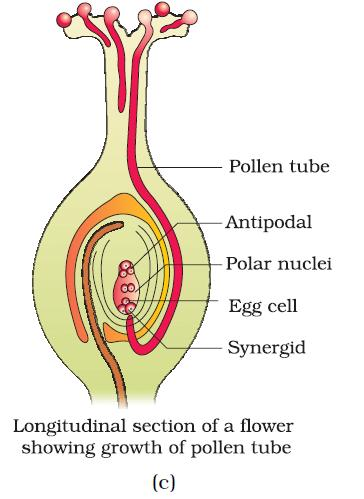 Pollen tube
Antipodal
Polar nuclei
Egg cell
Synergid
Longitudinal section of a flower
showing growth of pollen tube
(c)